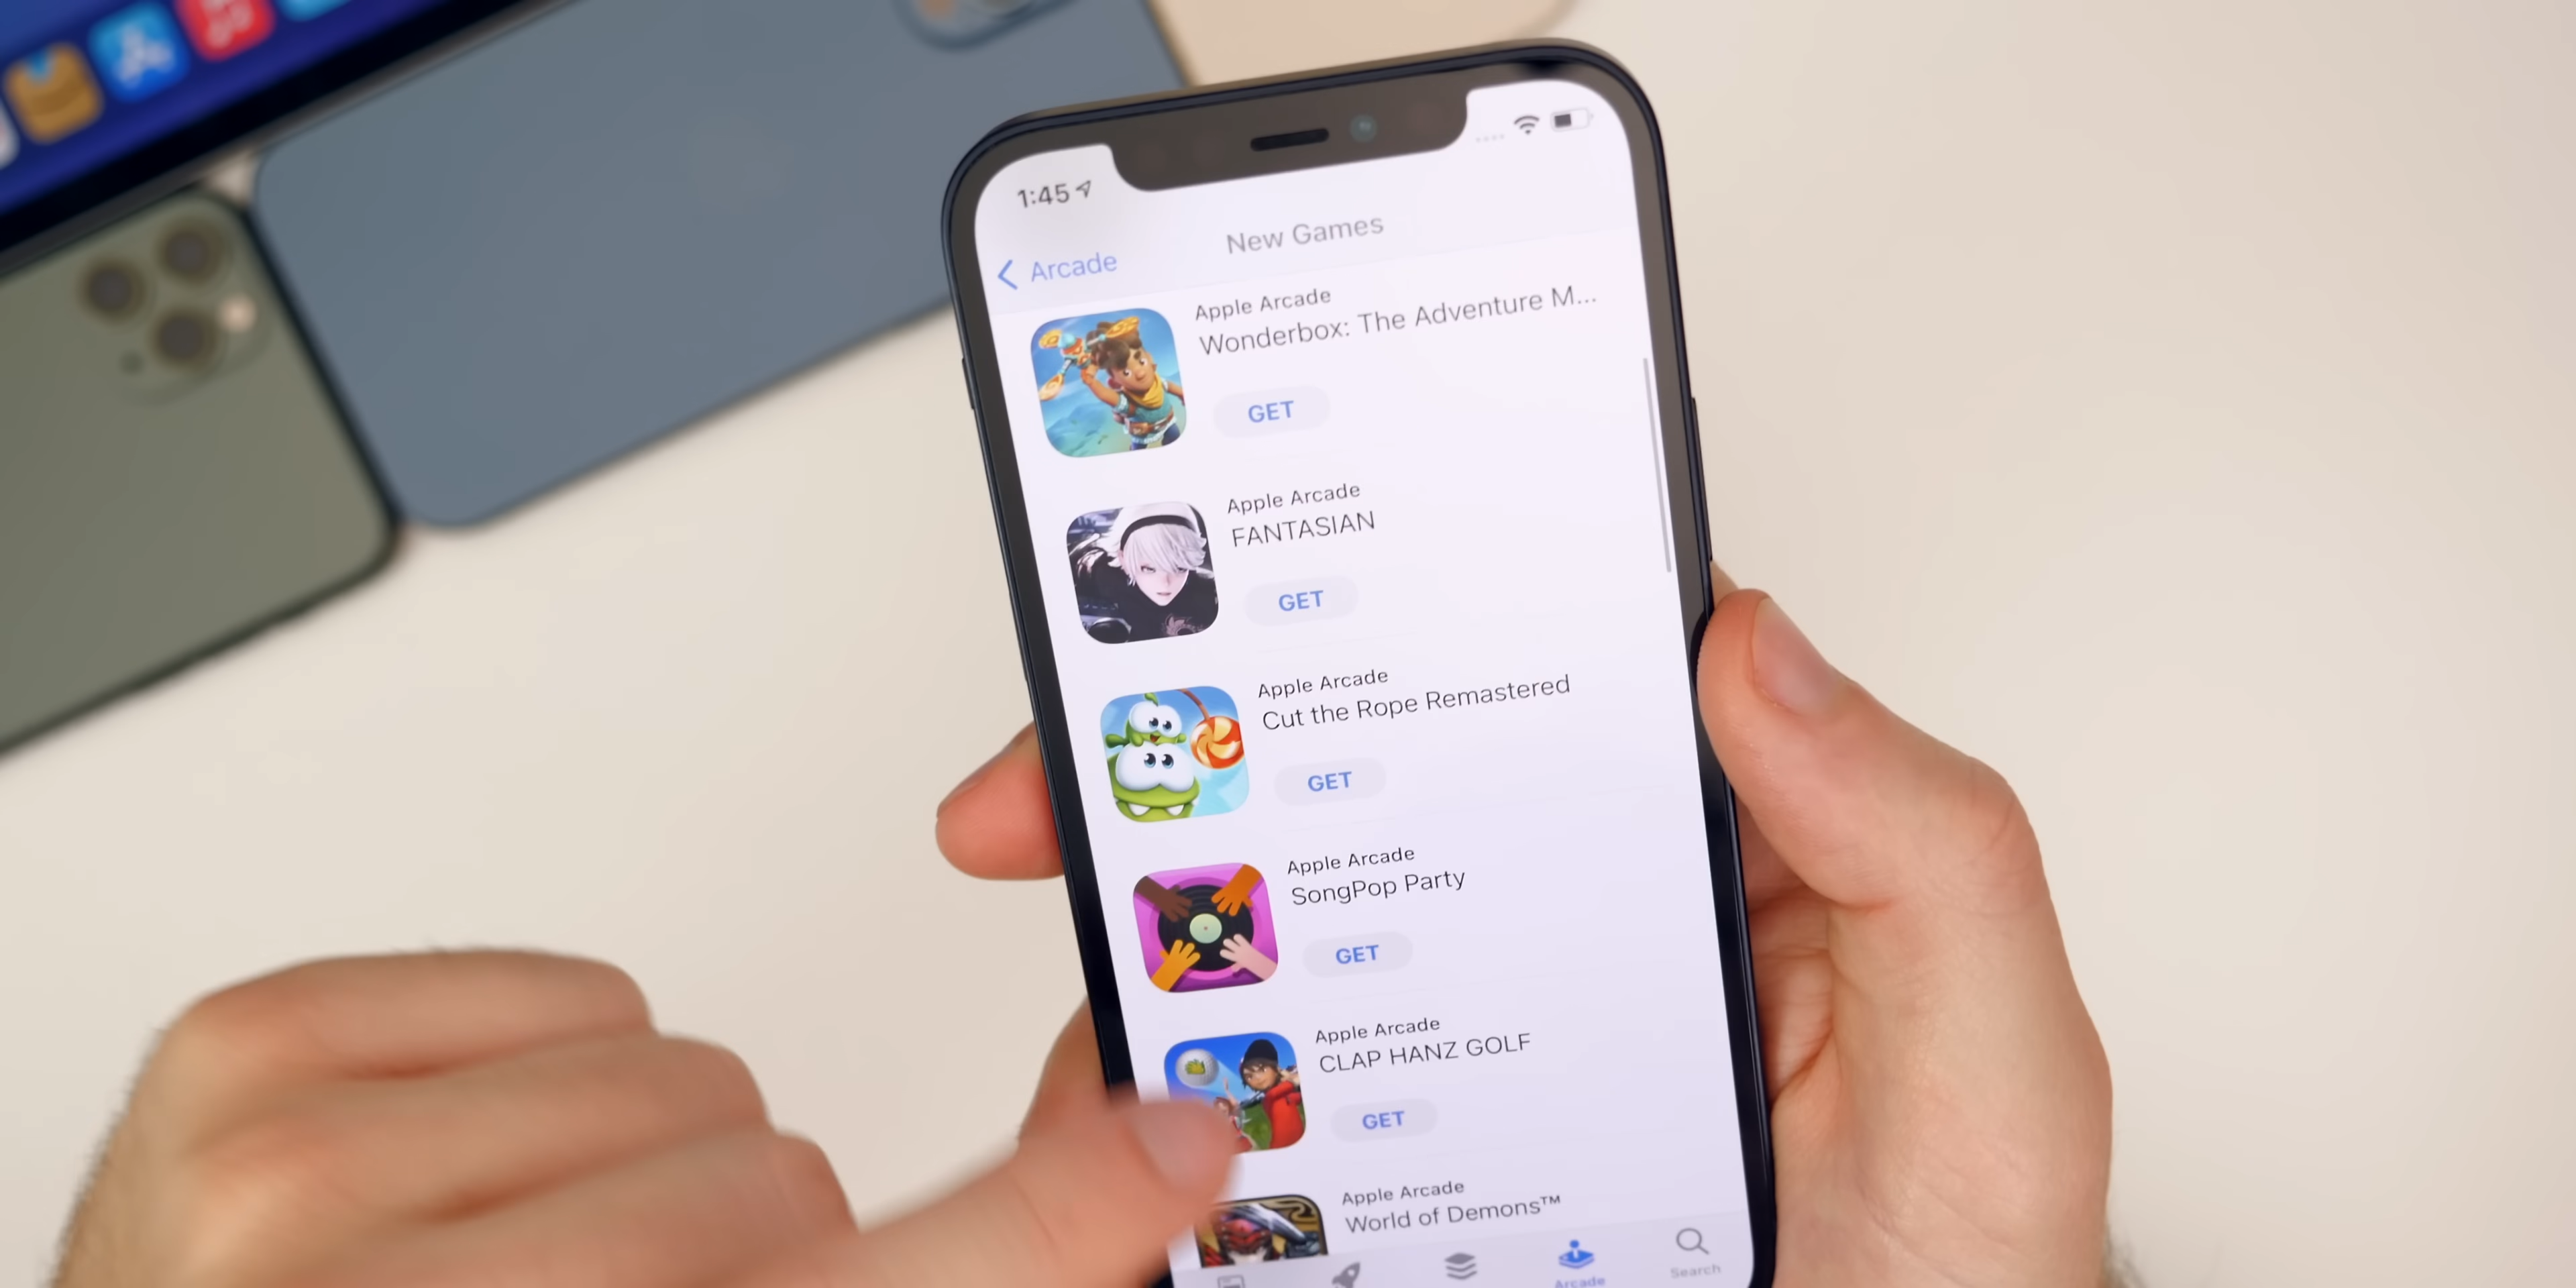 1:45
Arcade
New Games
Apple Arcade
Wonderbox: The Adventure M...
GET
Apple Arcade
FANTASIAN
GET
Apple Arcade
Cut the Rope Remastered
GET
Apple Arcade
SongPop Party
GET
Apple Arcade
CLAP HANZ GOLF
GET
Apple Arcade
World of Demons™
Arcade
Search